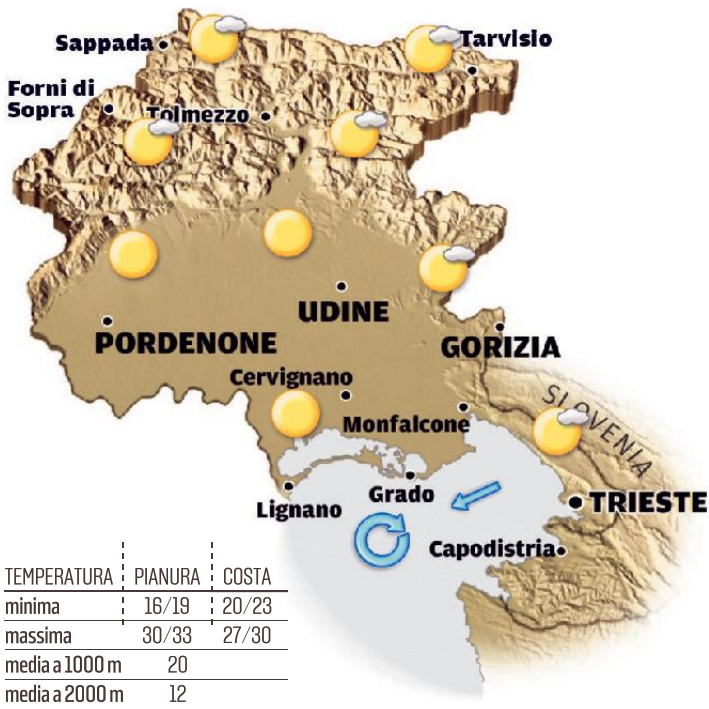 Sappada
Tarvisio
Forni di
Sopra
Tolmezzo
UDINE
PORDENONE
GORIZIA
Cervignano
SLOVENIA
Monfalcone
Grado
Lignano
TRIESTE
Capodistria
TEMPERATURA PIANURA COSTA
minima 16/19 20/23
massima 30/33 27/30
media a 1000 m 20
media a 2000 m 12